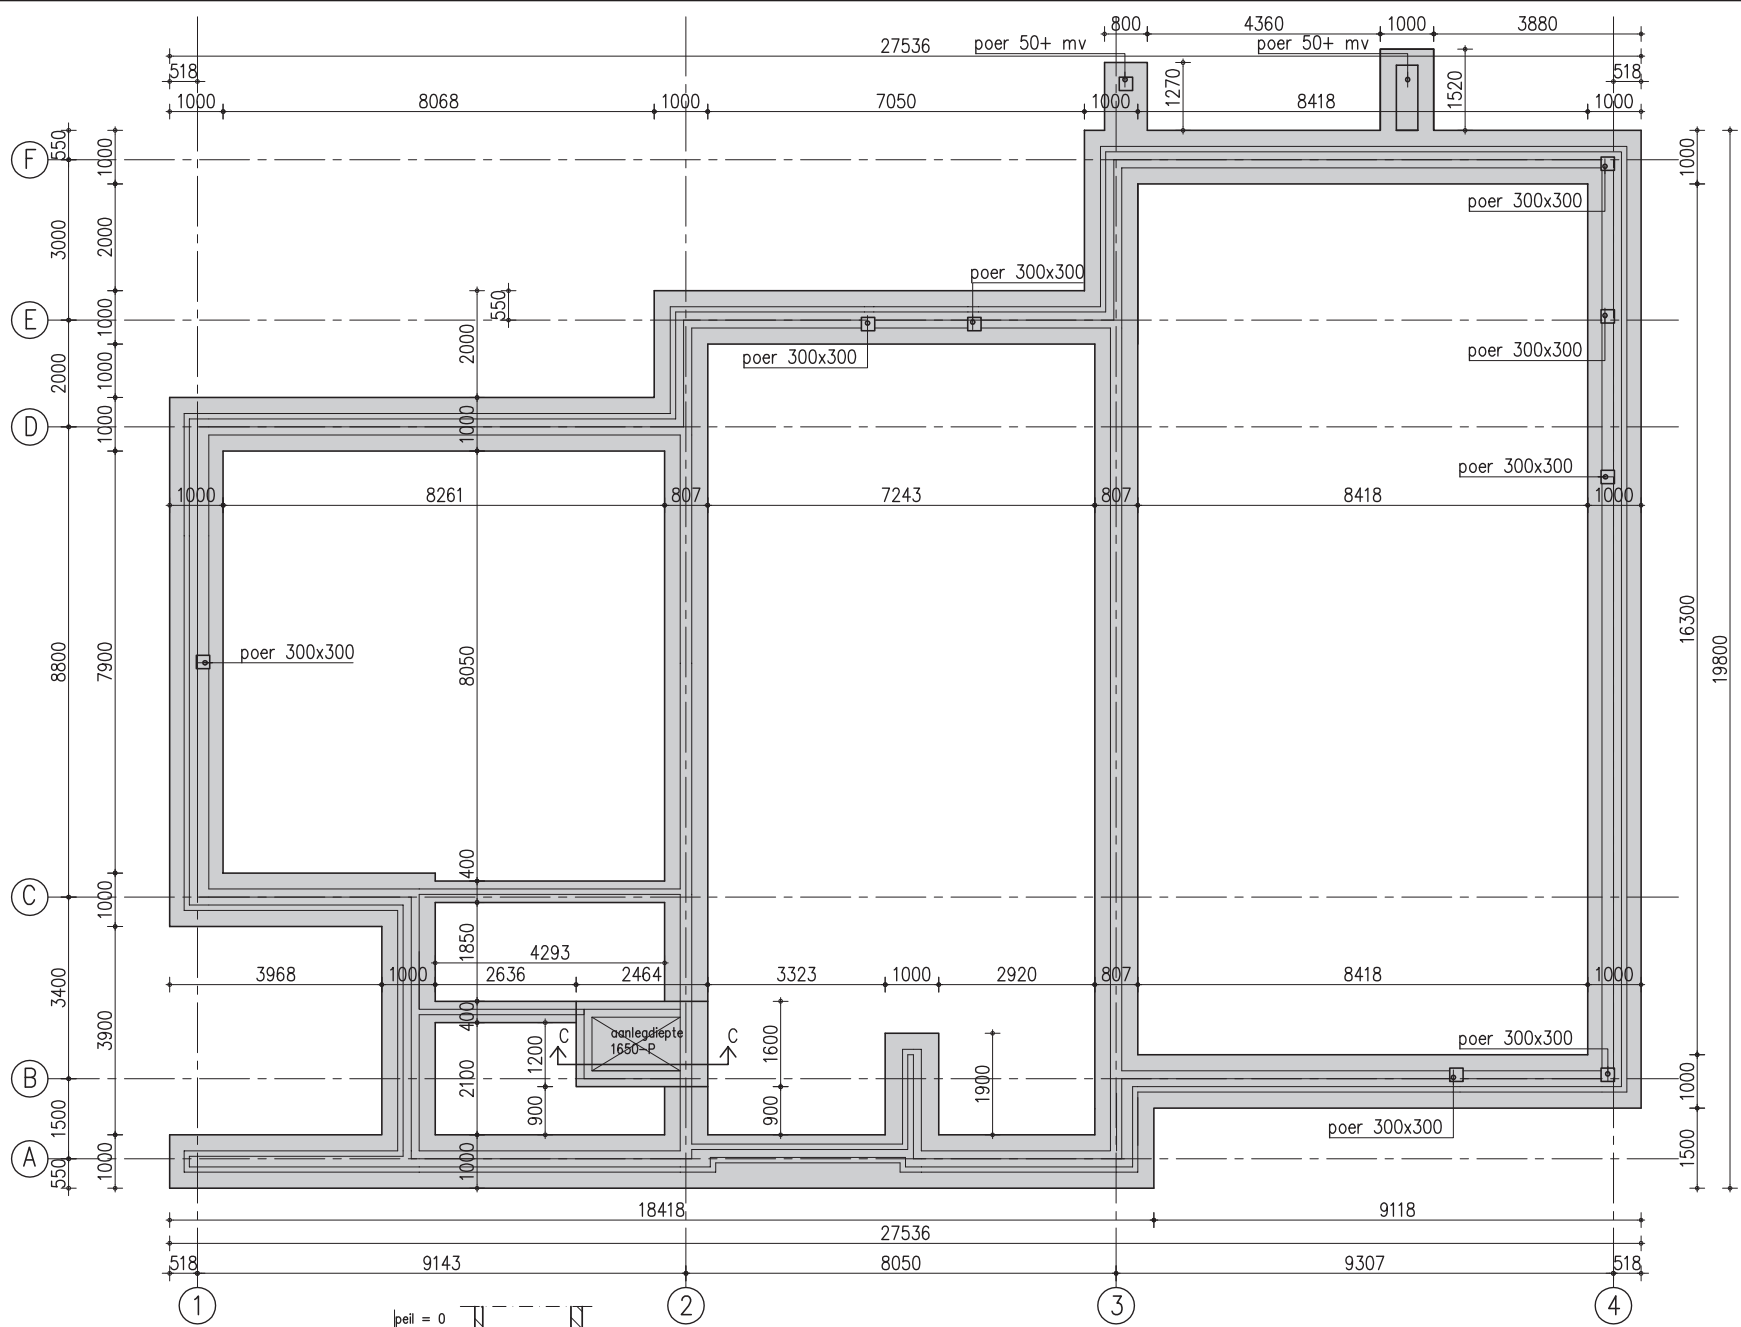 800 4360 1000 3880
27536 poer 50+ mv poer 50+ mv
518 518
1270 1520
1000 8068 1000 7050 1000 8418 1000
550 1000 1000
F
poer 300x300
3000 2000
poer 300x300
550
E
1000
2000
poer 300x300
poer 300x300
2000 1000
D
1000 1000
poer 300x300
1000 8261 807 7243 807 8418 1000
16300
19800
8800 7900 8050
poer 300x300
400
C
1000
1850
4293
3968 1000 2636 2464 3323 1000 2920 807 8418 1000
3400
3900
400
aanlegdiepte
1650-P
C C
1200 1600
poer 300x300
1900
B
2100
900 900
1000
poer 300x300
1500
A
550 1000 1000
1500
18418 9118
27536
518 9143 8050 9307 518
1 2 3 4
peil = 0